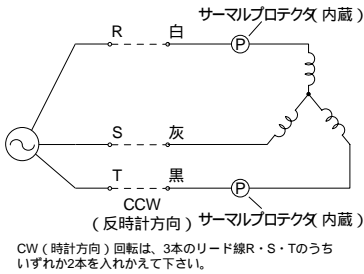 サーマルプロテクタ(内蔵)
R 白 P
S 灰
T 黒 P
CCW
(反時計方向)
サーマルプロテクタ(内蔵)
CW(時計方向)回転は、3本のリード線R・S・Tのうち
いずれか2本を入れかえて下さい。